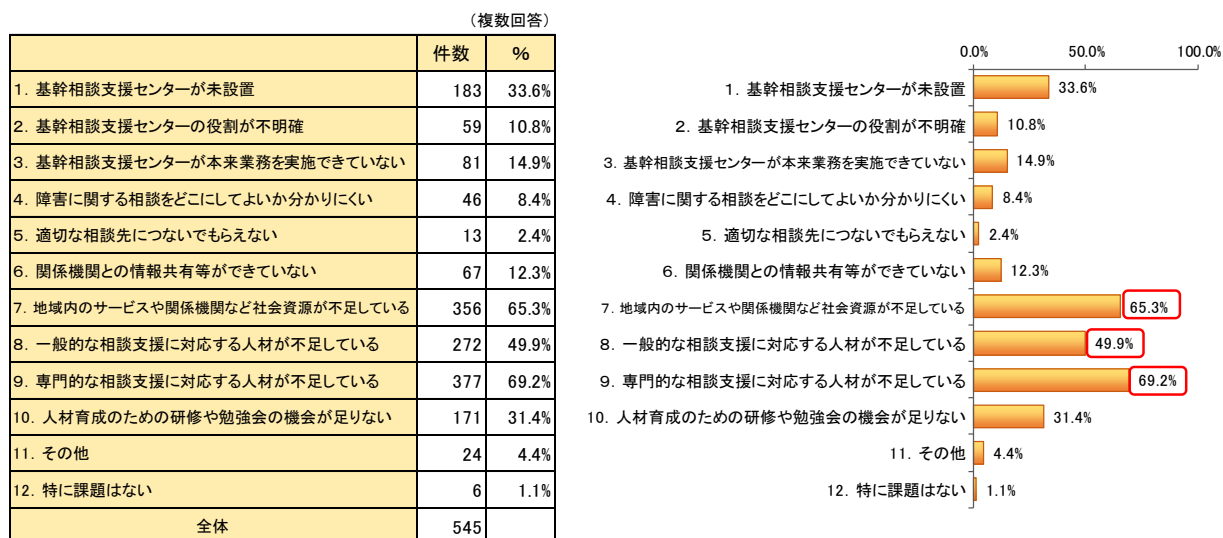 （複数回答）
件数 %
1. 基幹相談支援センターが未設置 183 33.6%
2. 基幹相談支援センターの役割が不明確 59 10.8%
3. 基幹相談支援センターが本来業務を実施できていない 81 14.9%
4. 障害に関する相談をどこにしてよいか分かりにくい 46 8.4%
5. 適切な相談先につないでもらえない 13 2.4%
6. 関係機関との情報共有等ができていない 67 12.3%
7. 地域内のサービスや関係機関など社会資源が不足している 356 65.3%
8. 一般的な相談支援に対応する人材が不足している 272 49.9%
9. 専門的な相談支援に対応する人材が不足している 377 69.2%
10. 人材育成のための研修や勉強会の機会が足りない 171 31.4%
11. その他 24 4.4%
12. 特に課題はない 6 1.1%
全体 545
0.0% 50.0% 100.0%
1. 基幹相談支援センターが未設置 33.6%
2. 基幹相談支援センターの役割が不明確 10.8%
3. 基幹相談支援センターが本来業務を実施できていない 14.9%
4. 障害に関する相談をどこにしてよいか分かりにくい 8.4%
5. 適切な相談先につないでもらえない 2.4%
6. 関係機関との情報共有等ができていない 12.3%
7. 地域内のサービスや関係機関など社会資源が不足している 65.3%
8. 一般的な相談支援に対応する人材が不足している 49.9%
9. 専門的な相談支援に対応する人材が不足している 69.2%
10. 人材育成のための研修や勉強会の機会が足りない 31.4%
11. その他 4.4%
12. 特に課題はない 1.1%